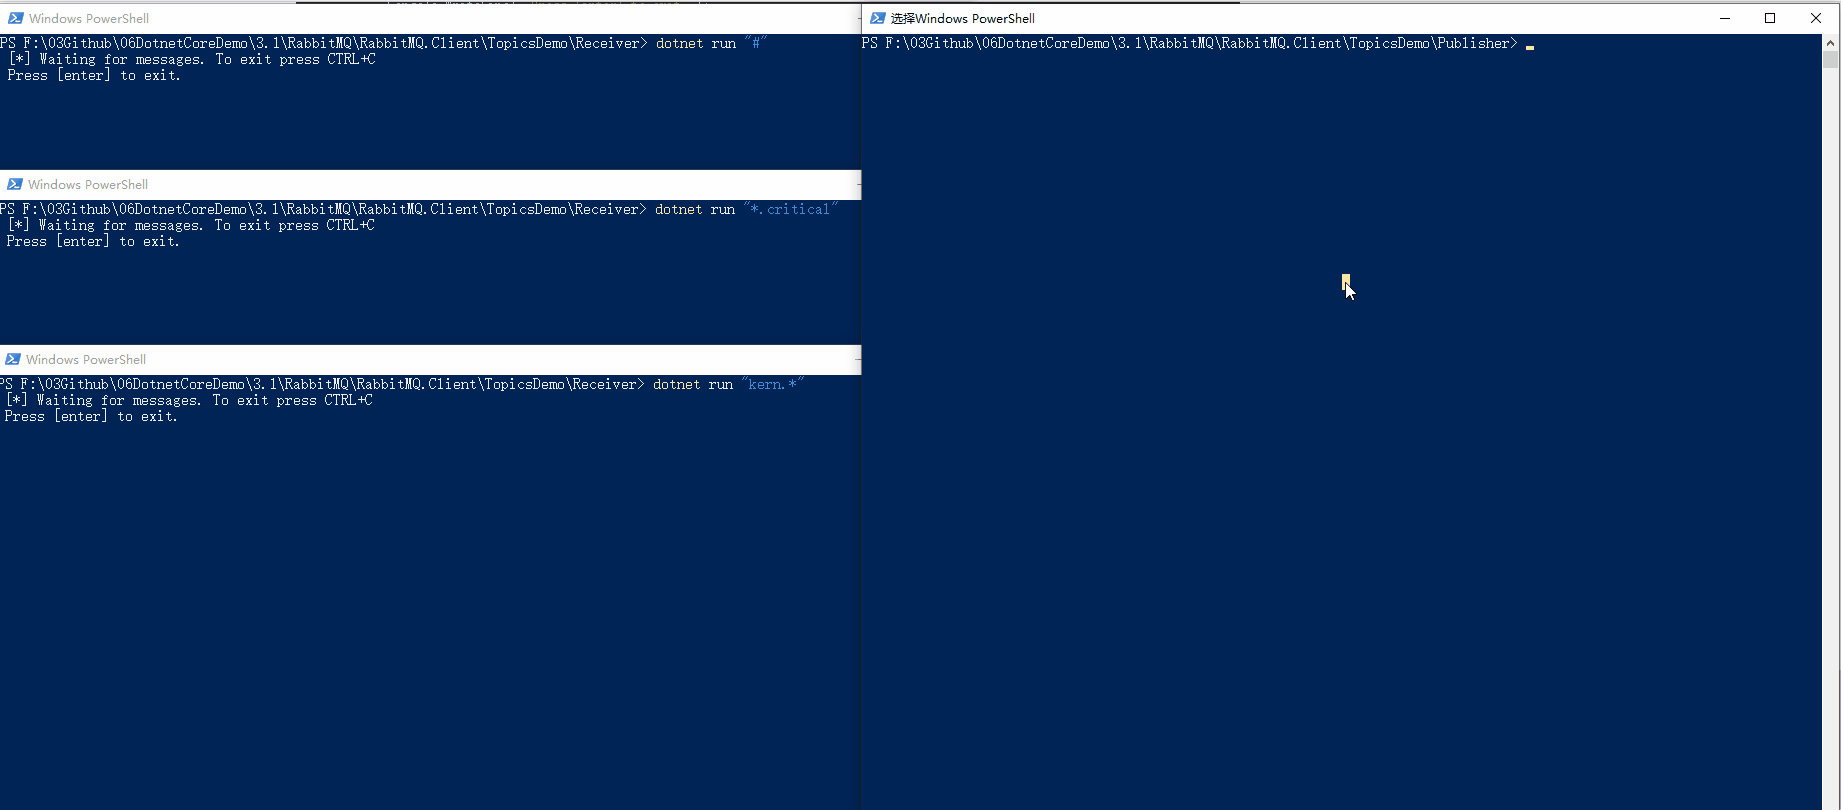 Windows PowerShell
PS F:\03Github\06DotnetCoreDemo\3.1\RabbitMQ\RabbitMQ.Client\TopicsDemo\Receiver> dotnet run "#"
[*] Waiting for messages. To exit press CTRL+C
Press [enter] to exit.
Windows PowerShell
PS F:\03Github\06DotnetCoreDemo\3.1\RabbitMQ\RabbitMQ.Client\TopicsDemo\Receiver> dotnet run "*.critical"
[*] Waiting for messages. To exit press CTRL+C
Press [enter] to exit.
Windows PowerShell
PS F:\03Github\06DotnetCoreDemo\3.1\RabbitMQ\RabbitMQ.Client\TopicsDemo\Receiver> dotnet run "kern.*"
[*] Waiting for messages. To exit press CTRL+C
Press [enter] to exit.
选择Windows PowerShell
PS F:\03Github\06DotnetCoreDemo\3.1\RabbitMQ\RabbitMQ.Client\TopicsDemo\Publisher>